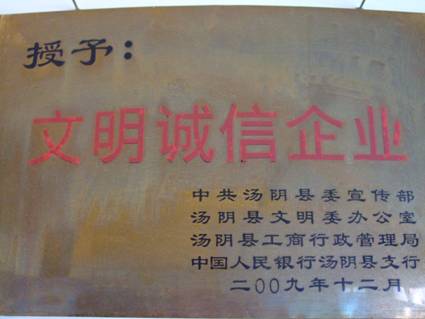 授予：
文明诚信企业
中共汤阴县委宣传部
汤阴县文明委办公室
汤阴县工商行政管理局
中国人民银行汤阴县支行
二00九年十二月